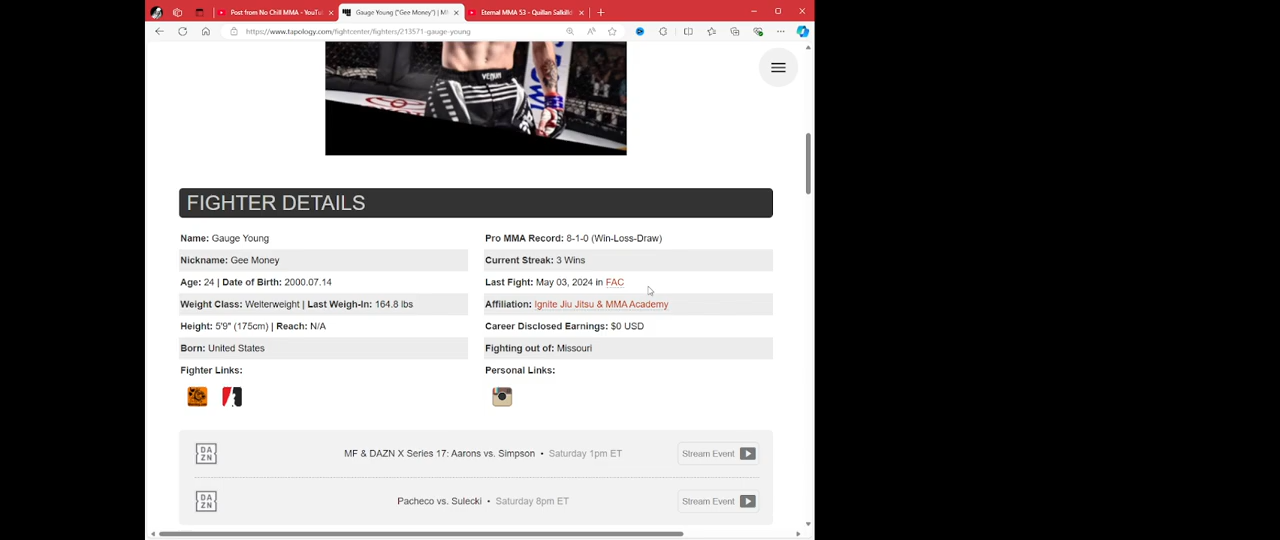 Post from No Chill MMA - YouTu
Gauge Young ("Gee Money") | M
Eternal MMA 53 - Quillan Salkild
https://www.tapology.com/fightcenter/fighters/213571-gauge-young
VENUM
FIGHTER DETAILS
Name: Gauge Young
Pro MMA Record: 8-1-0 (Win-Loss-Draw)
Nickname: Gee Money
Current Streak: 3 Wins
Age: 24 | Date of Birth: 2000.07.14
Last Fight: May 03, 2024 in FAC
Weight Class: Welterweight | Last Weigh-In: 164.8 lbs
Affiliation: Ignite Jiu Jitsu & MMA Academy
Height: 5'9" (175cm) | Reach: N/A
Career Disclosed Earnings: $0 USD
Born: United States
Fighting out of: Missouri
Fighter Links:
Personal Links:
DAZN
MF & DAZN X Series 17: Aarons vs. Simpson • Saturday 1pm ET
Stream Event
DAZN
Pacheco vs. Sulecki • Saturday 8pm ET
Stream Event